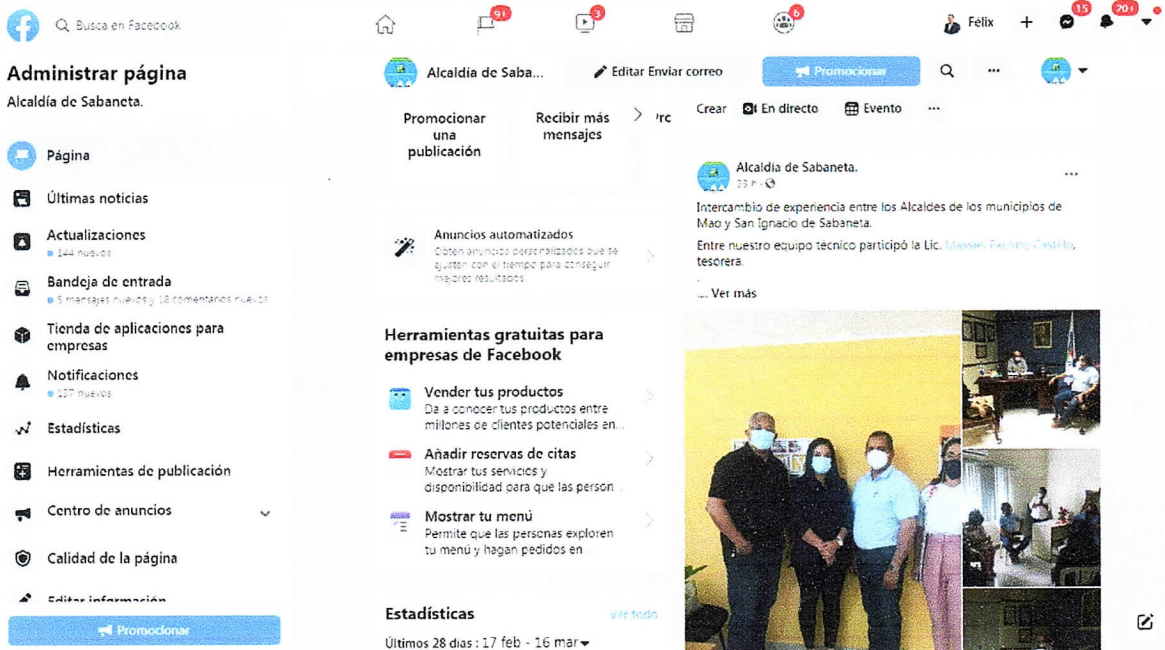 Busca en Facebook
9+
3
6
Félix
15
20+
Administrar página
Alcaldía de Sabaneta.
Página
Últimas noticias
Actualizaciones
144 nuevos
Bandeja de entrada
5 mensajes nuevos y 18 comentarios nuevos
Tienda de aplicaciones para
empresas
Notificaciones
137 nuevos
Estadísticas
Herramientas de publicación
Centro de anuncios
Calidad de la página
Editar información
Promocionar
Alcaldía de Saba...
Editar Enviar correo
Promocionar
Promocionar
una
publicación
Recibir más
mensajes
Anuncios automatizados
Obtén anuncios personalizados que se
ajusten con el tiempo para conseguir
mejores resultados.
Herramientas gratuitas para
empresas de Facebook
Vender tus productos
Da a conocer tus productos entre
millones de clientes potenciales en...
Añadir reservas de citas
Mostrar tus servicios y
disponibilidad para que las person...
Mostrar tu menú
Permite que las personas exploren
tu menú y hagan pedidos en
Estadísticas
Ver todo
Últimos 28 días : 17 feb - 16 mar
Crear
En directo
Evento
Alcaldía de Sabaneta.
23 h
Intercambio de experiencia entre los Alcaldes de los municipios de
Mao y San Ignacio de Sabaneta.
Entre nuestro equipo técnico participó la Lic.
tesorera.
.
.... Ver más